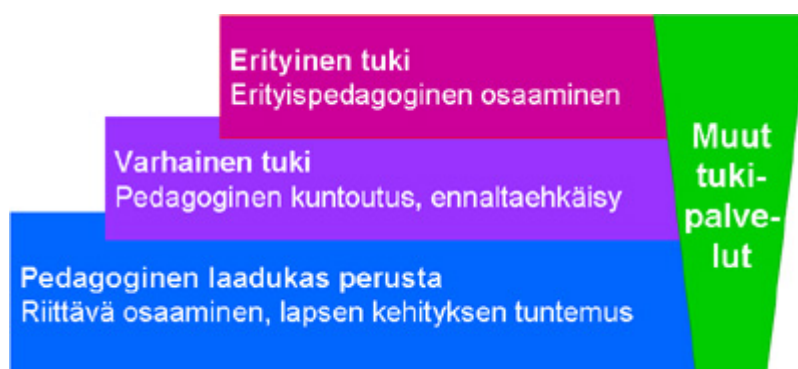 Erityinen tuki
Erityispedagoginen osaaminen
Varhainen tuki
Pedagoginen kuntoutus, ennaltaehkäisy
Pedagoginen laadukas perusta
Riittävä osaaminen, lapsen kehityksen tuntemus
Muut
tuki-
palve-
lut